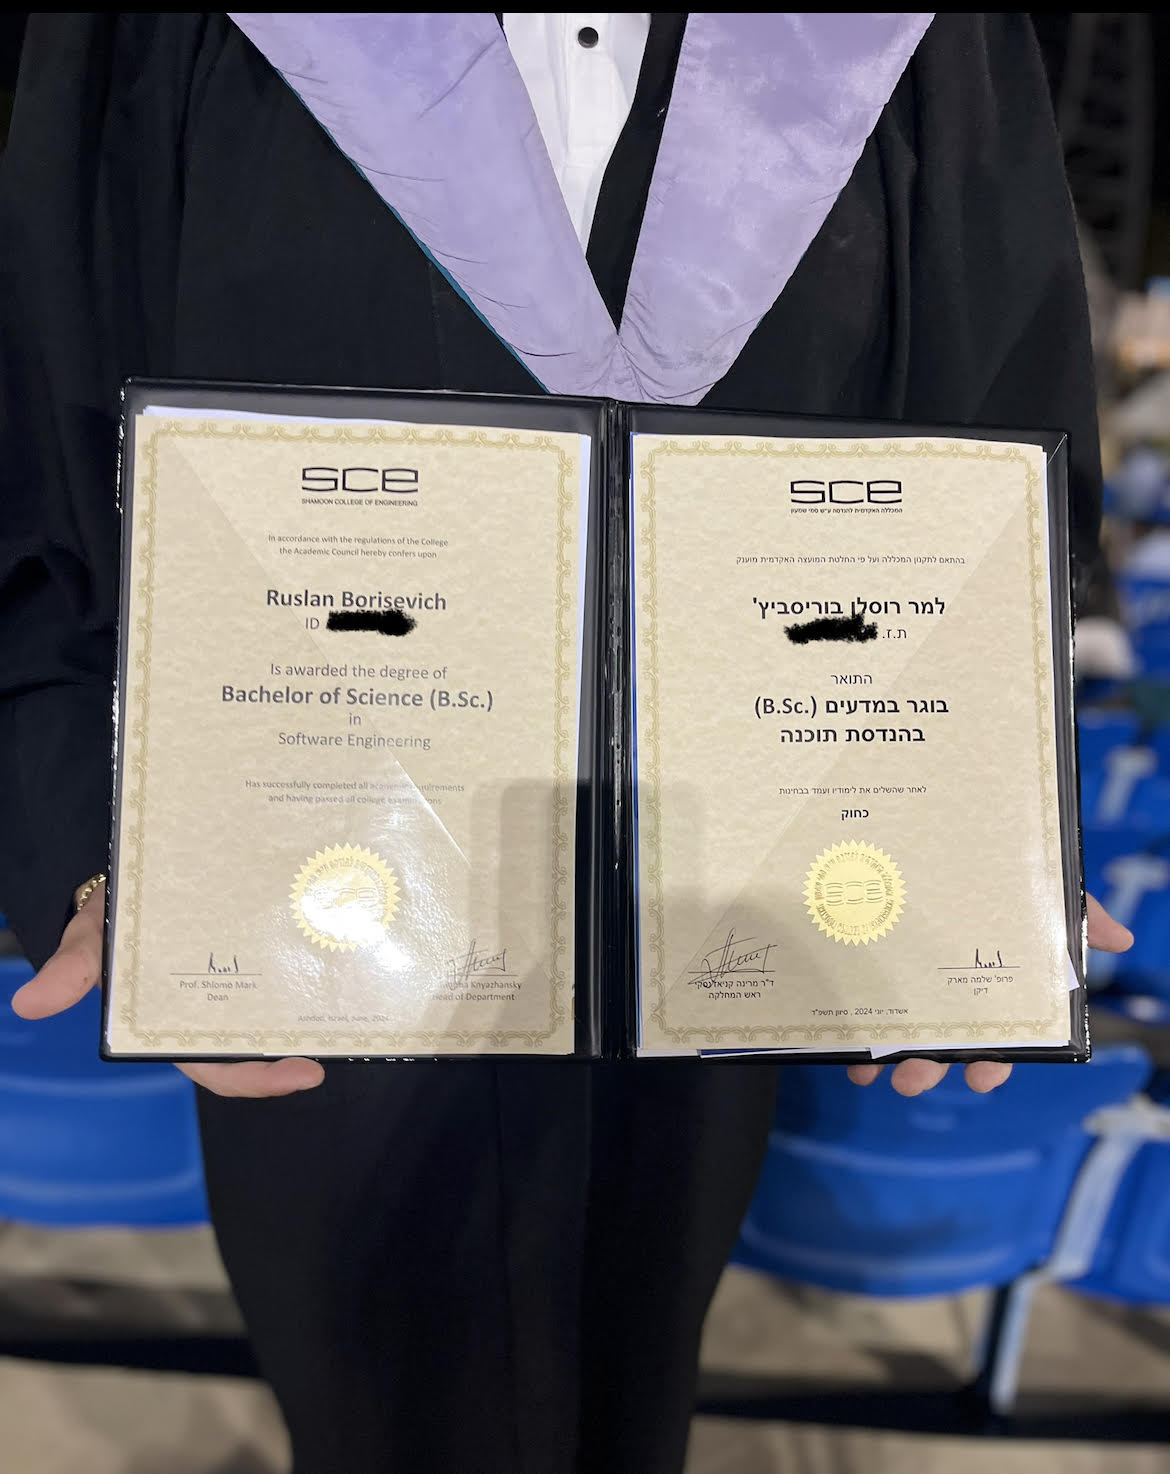 SCE
SHAMOON COLLEGE OF ENGINEERING
In accordance with the regulations of the College
the Academic Council hereby confers upon
Ruslan Borisevich
ID
Is awarded the degree of
Bachelor of Science (B.Sc.)
in
Software Engineering
Has successfully completed all academic requirements
and having passed all college examinations
Prof. Shlomo Mark
Dean
Knyazhansky
Head of Department
Ashdod, Israel, June, 2024
SCE
המכללה האקדמית להנדסה ע"ש סמי שמעון
בהתאם לתקנון המכללה ועל פי החלטת המועצה האקדמית מוענק
למר רוסלן בוריסביץ'
ת.ז.
התואר
בוגר במדעים (B.Sc.)
בהנדסת תוכנה
לאחר שהשלים את לימודיו ועמד בבחינות
כחוק
SCE
ד"ר מרינה קניאז'נסקי
ראש המחלקה
פרופ' שלמה מארק
דיקן
אשדוד, יוני 2024, סיוון תשפ"ד